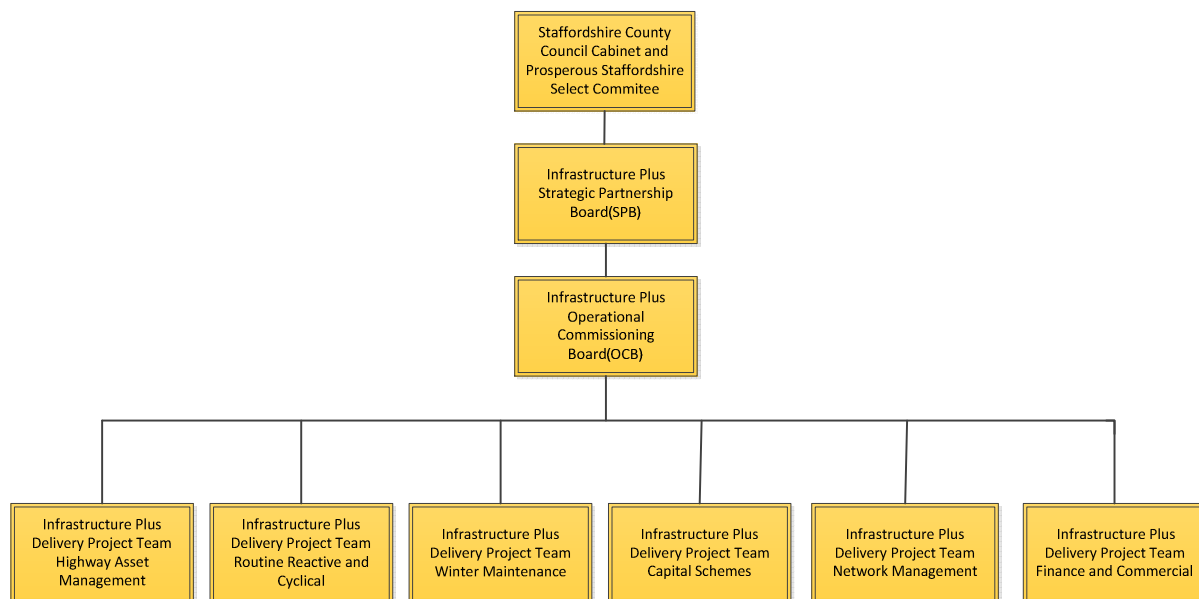 Staffordshire County
Council Cabinet and
Prosperous Staffordshire
Select Commitee
Infrastructure Plus
Strategic Partnership
Board(SPB)
Infrastructure Plus
Operational
Commissioning
Board(OCB)
Infrastructure Plus
Delivery Project Team
Highway Asset
Management
Infrastructure Plus
Delivery Project Team
Routine Reactive and
Cyclical
Infrastructure Plus
Delivery Project Team
Winter Maintenance
Infrastructure Plus
Delivery Project Team
Capital Schemes
Infrastructure Plus
Delivery Project Team
Network Management
Infrastructure Plus
Delivery Project Team
Finance and Commercial